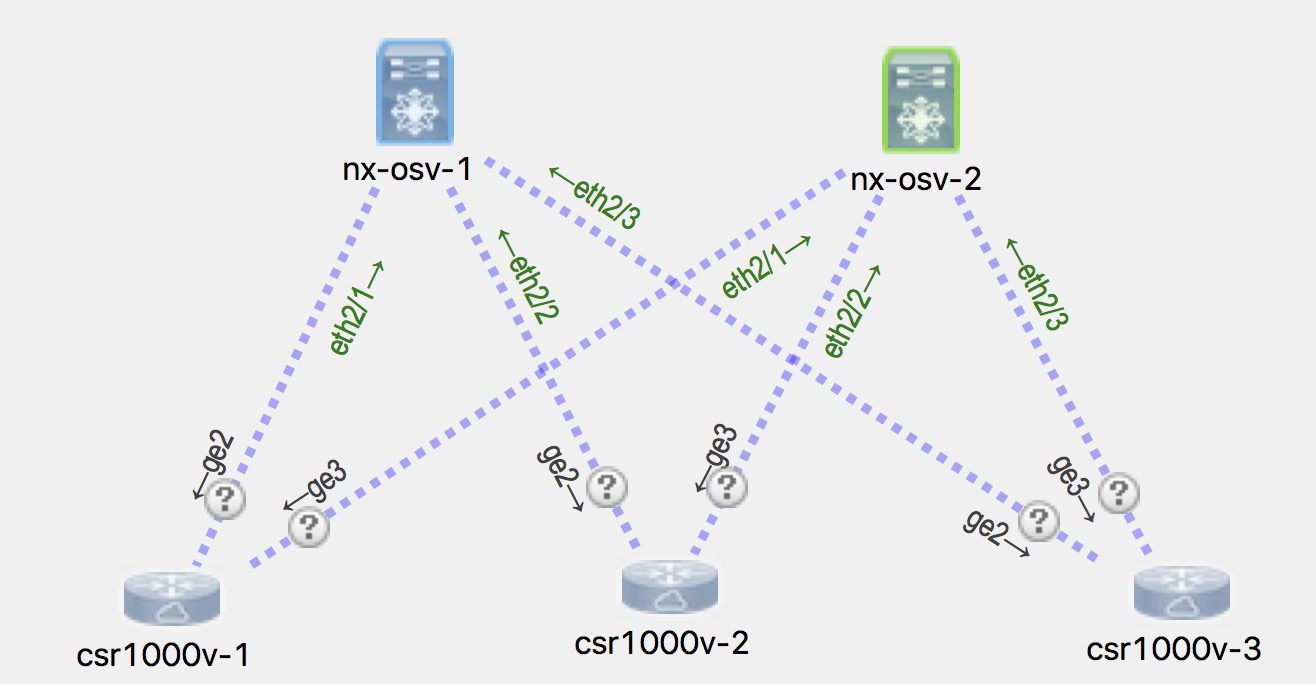 nx-osv-1
nx-osv-2
←eth2/3
eth2/1→
←eth2/2
eth2/1→
eth2/2→
←eth2/3
←ge2
←ge3
ge2→
←ge3
ge2→
ge3→
?
?
?
?
?
?
csr1000v-1
csr1000v-2
csr1000v-3